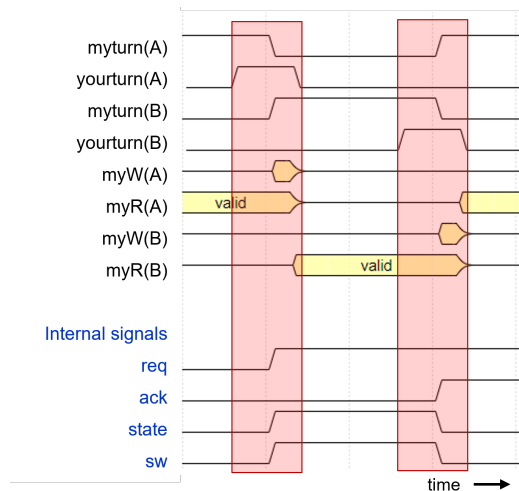 myturn(A)
yourturn(A)
myturn(B)
yourturn(B)
myW(A)
myR(A) valid
myW(B)
myR(B) valid
Internal signals
req
ack
state
sw
time